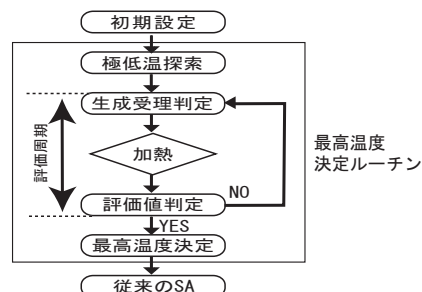 初期設定
極低温探索
生成受理判定
評価周期
加熱
評価値判定
NO
YES
最高温度決定
従来のSA
最高温度
決定ルーチン